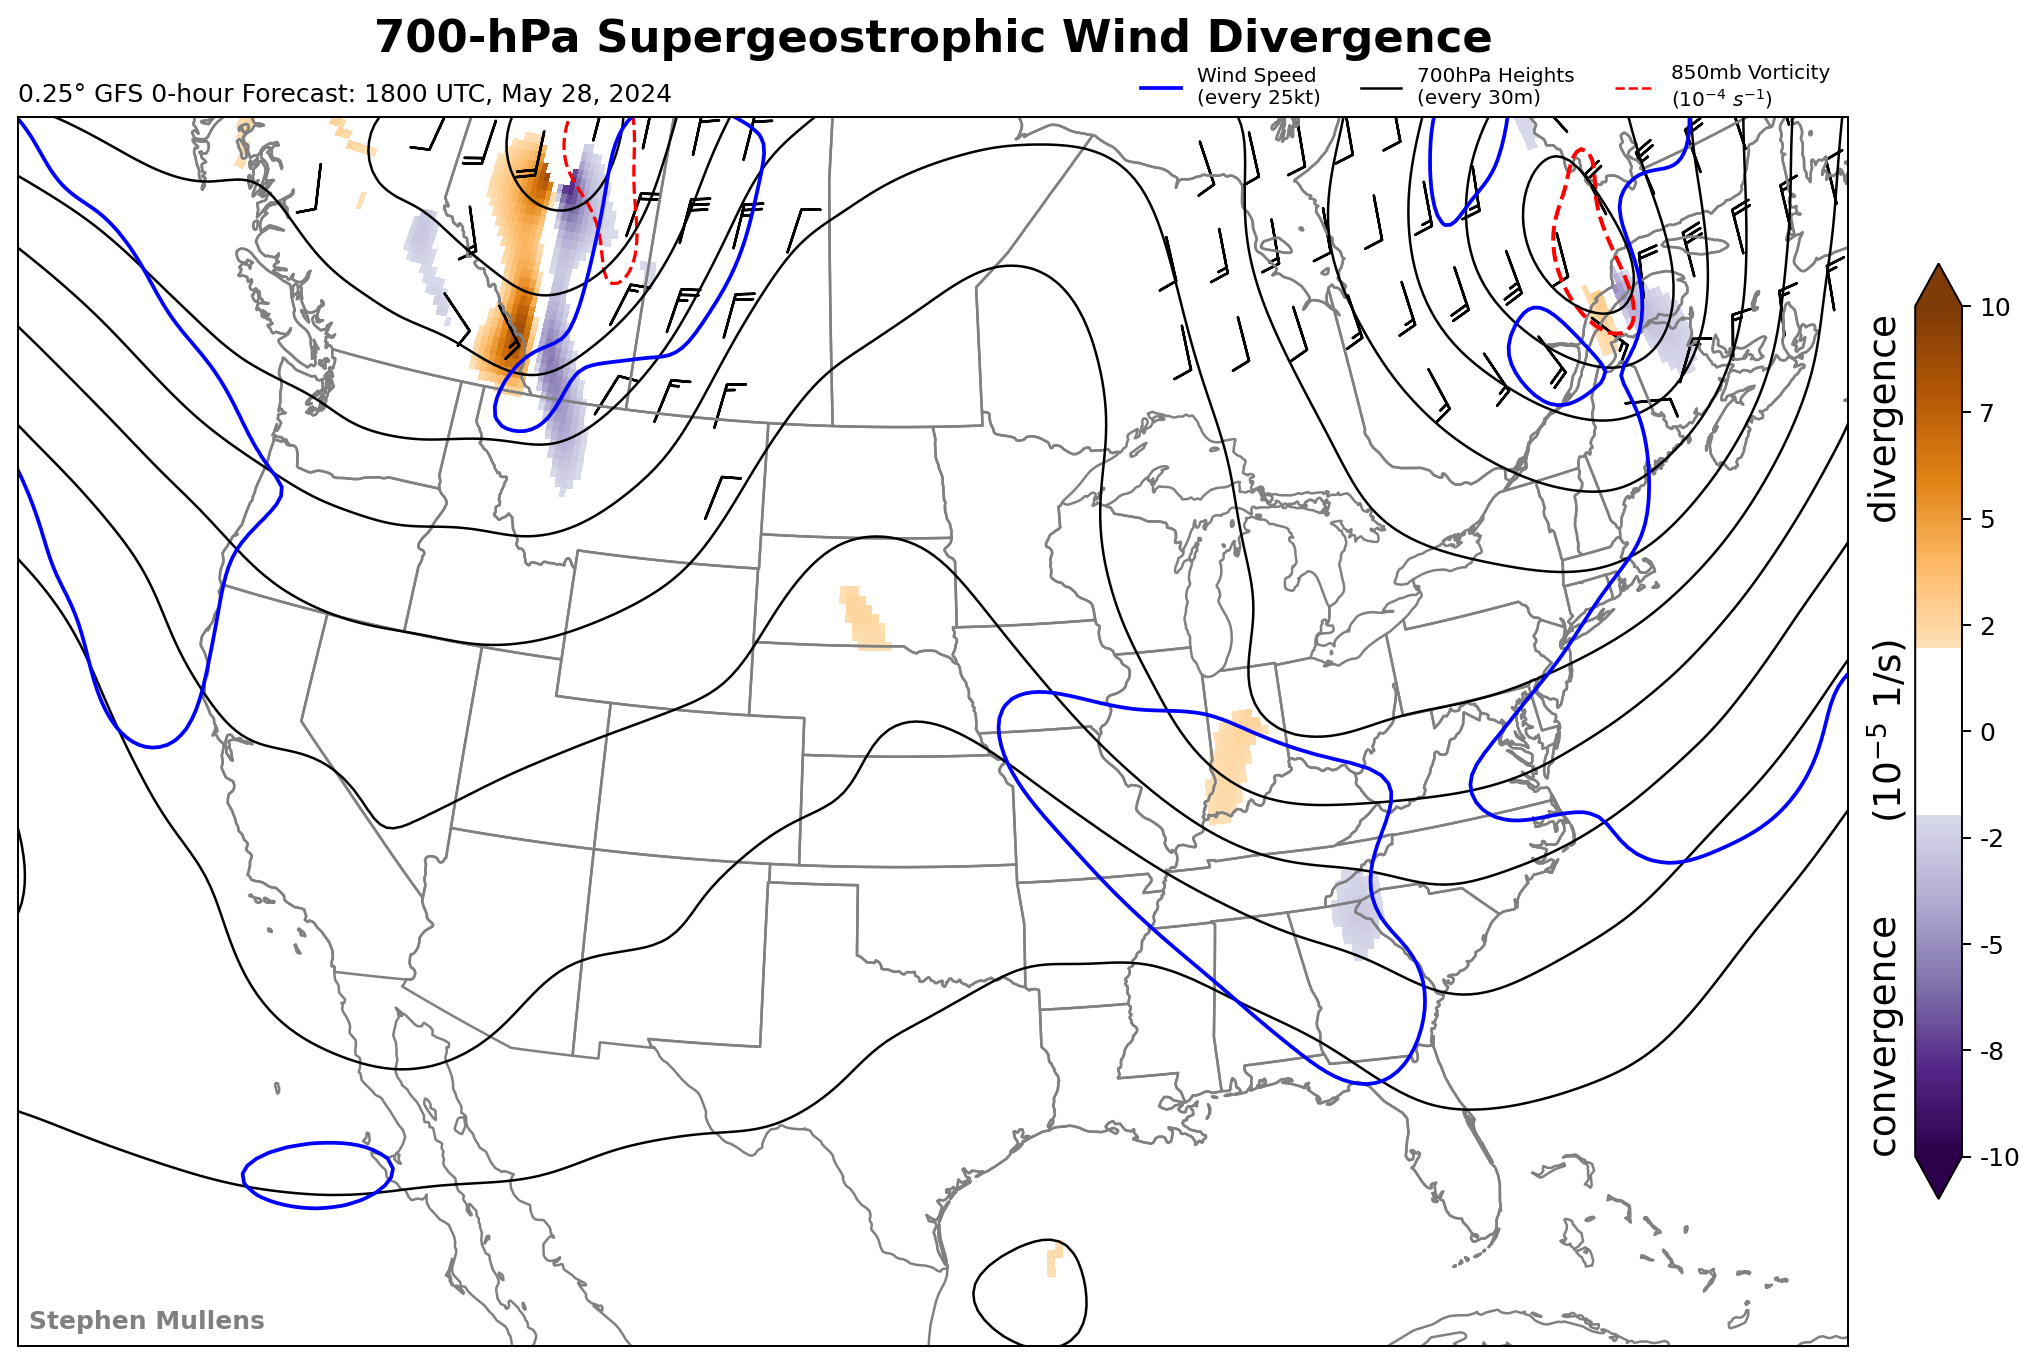 700-hPa Supergeostrophic Wind Divergence
0.25° GFS 0-hour Forecast: 1800 UTC, May 28, 2024
Wind Speed
(every 25kt)
700hPa Heights
(every 30m)
850mb Vorticity
(10⁻⁴ s⁻¹)
10
7
5
2
0
-2
-5
-8
-10
convergence (10⁻⁵ 1/s) divergence
Stephen Mullens